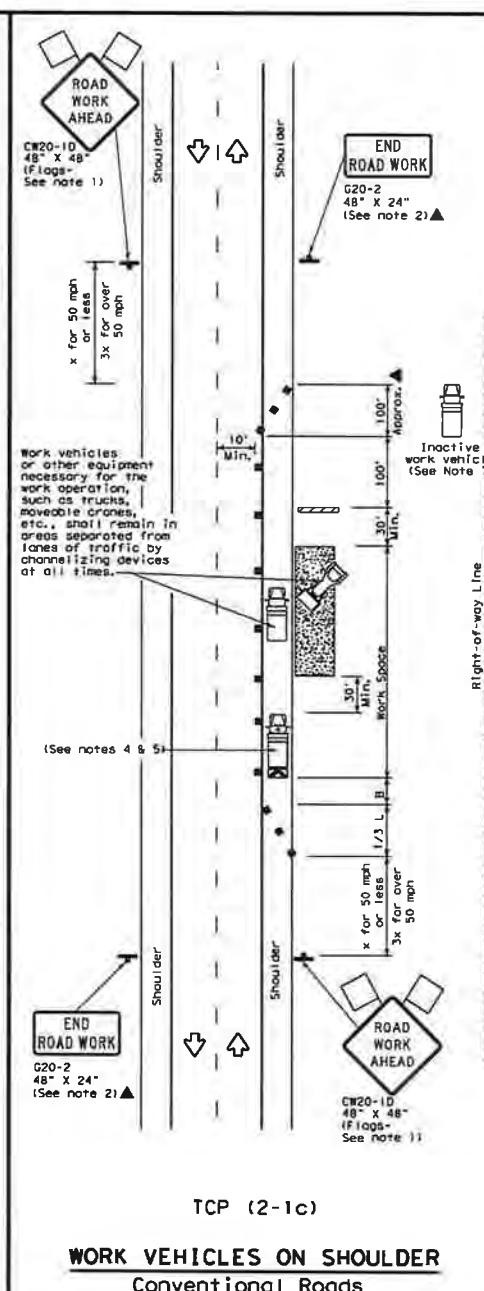 ROAD
WORK
AHEAD
CW20-1D
48" X 48"
(Flags-
See note 1)
Shoulder
Shoulder
END
ROAD WORK
G20-2
48" X 24"
(See note 2)▲
x for 50 mph
or less
3x for over
50 mph
100'
Approx.
▲
Inactive
work vehicl
(See Note
10'
Min.
100'
30'
Min.
Work vehicles
or other equipment
necessary for the
work operation,
such as trucks,
moveable cranes,
etc., shall remain in
areas separated from
lanes of traffic by
channelizing devices
at all times.
Right-of-way Line
30'
Min.
Work Space
(See notes 4 & 5)
B
1/3 L
x for 50 mph
or less
3x for over
50 mph
Shoulder
Shoulder
END
ROAD WORK
G20-2
48" X 24"
(See note 2)▲
ROAD
WORK
AHEAD
CW20-1D
48" X 48"
(Flags-
See note 1)
TCP (2-1c)
WORK VEHICLES ON SHOULDER
Conventional Roads